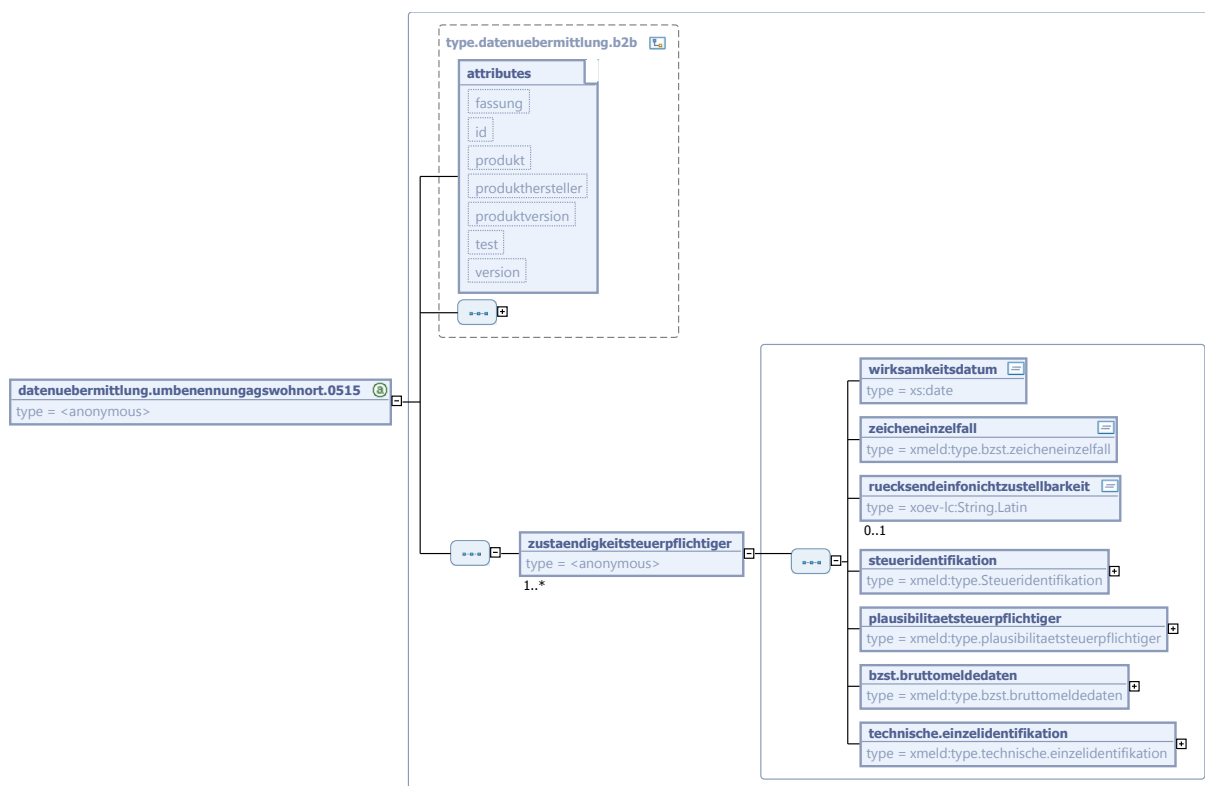 type.datenuebermittlung.b2b
attributes
fassung
id
produkt
produkthersteller
produktversion
test
version
datenuebermittlung.umbenennungagswohnort.0515
type = <anonymous>
zustaendigkeitsteuerpflichtiger
type = <anonymous>
1..*
wirksamkeitsdatum
type = xs:date
zeicheneinzelfall
type = xmeld:type.bzst.zeicheneinzelfall
ruecksendeinfonichtzustellbarkeit
type = xoev-lc:String.Latin
0..1
steueridentifikation
type = xmeld:type.Steueridentifikation
plausibilitaetsteuerpflichtiger
type = xmeld:type.plausibilitaetsteuerpflichtiger
bzst.bruttomeldedaten
type = xmeld:type.bzst.bruttomeldedaten
technische.einzelidentifikation
type = xmeld:type.technische.einzelidentifikation